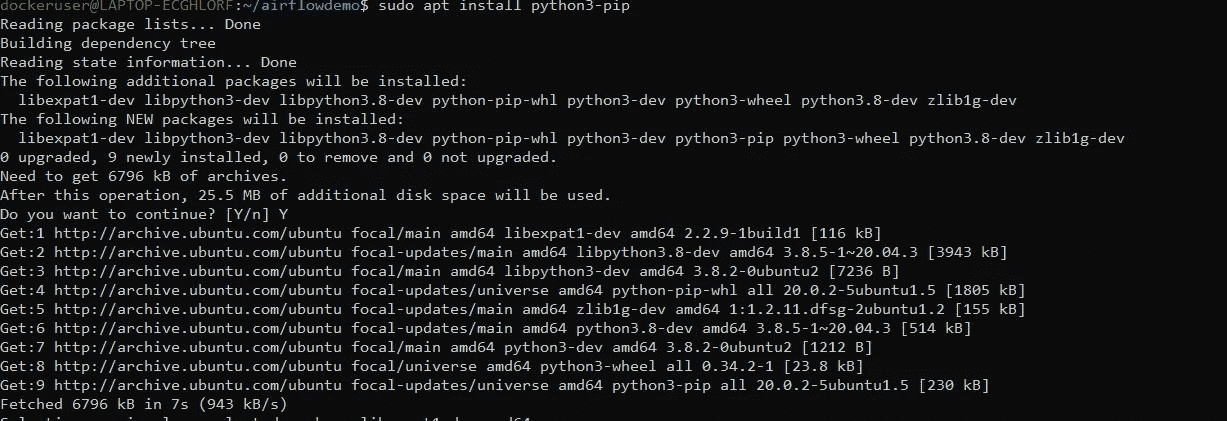 dockeruser@LAPTOP-ECGHLORF:~/airflowdemo$ sudo apt install python3-pip
Reading package lists... Done
Building dependency tree
Reading state information... Done
The following additional packages will be installed:
  libexpat1-dev libpython3-dev libpython3.8-dev python-pip-whl python3-dev python3-wheel python3.8-dev zlib1g-dev
The following NEW packages will be installed:
  libexpat1-dev libpython3-dev libpython3.8-dev python-pip-whl python3-dev python3-pip python3-wheel python3.8-dev zlib1g-dev
0 upgraded, 9 newly installed, 0 to remove and 0 not upgraded.
Need to get 6796 kB of archives.
After this operation, 25.5 MB of additional disk space will be used.
Do you want to continue? [Y/n] Y
Get:1 http://archive.ubuntu.com/ubuntu focal/main amd64 libexpat1-dev amd64 2.2.9-1build1 [116 kB]
Get:2 http://archive.ubuntu.com/ubuntu focal-updates/main amd64 libpython3.8-dev amd64 3.8.5-1~20.04.3 [3943 kB]
Get:3 http://archive.ubuntu.com/ubuntu focal/main amd64 libpython3-dev amd64 3.8.2-0ubuntu2 [7236 B]
Get:4 http://archive.ubuntu.com/ubuntu focal-updates/universe amd64 python-pip-whl all 20.0.2-5ubuntu1.5 [1805 kB]
Get:5 http://archive.ubuntu.com/ubuntu focal-updates/main amd64 zlib1g-dev amd64 1:1.2.11.dfsg-2ubuntu1.2 [155 kB]
Get:6 http://archive.ubuntu.com/ubuntu focal-updates/main amd64 python3.8-dev amd64 3.8.5-1~20.04.3 [514 kB]
Get:7 http://archive.ubuntu.com/ubuntu focal/main amd64 python3-dev amd64 3.8.2-0ubuntu2 [1212 B]
Get:8 http://archive.ubuntu.com/ubuntu focal/universe amd64 python3-wheel all 0.34.2-1 [23.8 kB]
Get:9 http://archive.ubuntu.com/ubuntu focal-updates/universe amd64 python3-pip all 20.0.2-5ubuntu1.5 [230 kB]
Fetched 6796 kB in 7s (943 kB/s)